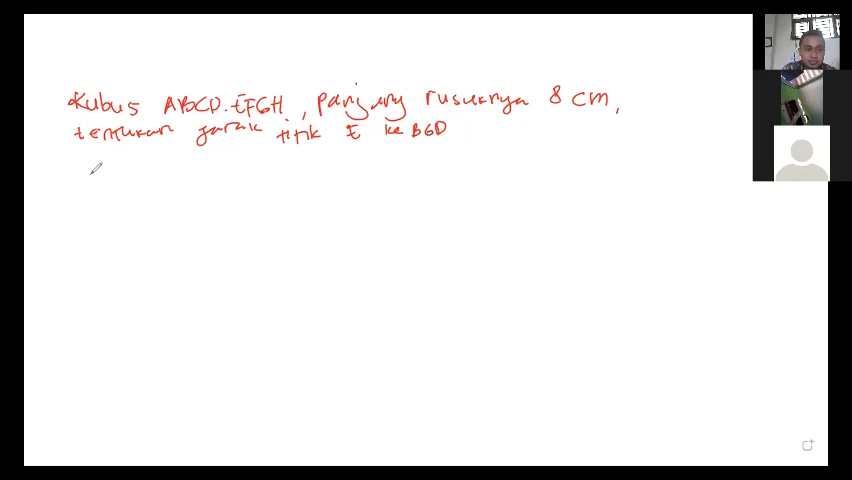 Kubus ABCD.EFGH, panjang rusuknya 8 cm,
tentukan jarak titik E ke BGD